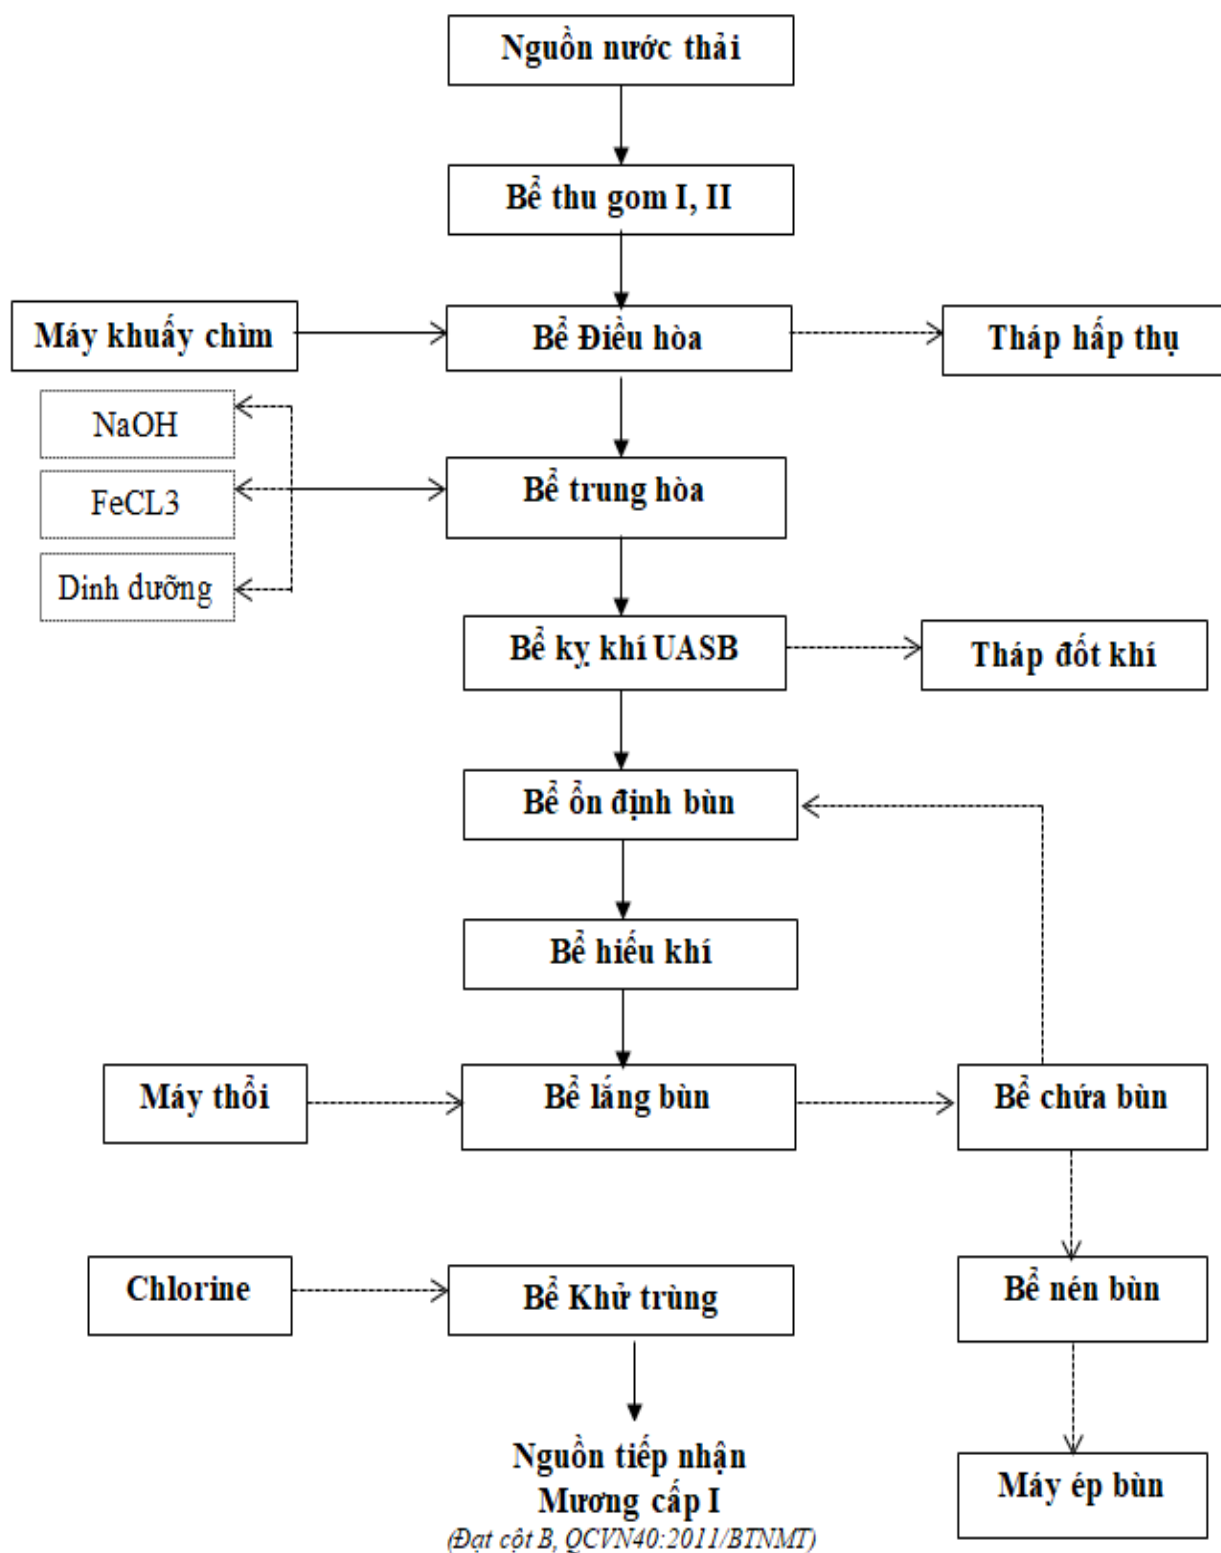 Nguồn nước thải
Bể thu gom I, II
Máy khuấy chìm
Bể Điều hòa
Tháp hấp thụ
NaOH
FeCL3
Dinh dưỡng
Bể trung hòa
Bể kỵ khí UASB
Tháp đốt khí
Bể ổn định bùn
Bể hiếu khí
Máy thổi
Bể lắng bùn
Bể chứa bùn
Chlorine
Bể Khử trùng
Bể nén bùn
Nguồn tiếp nhận
Mương cấp I
(Đạt cột B, QCVN40:2011/BTNMT)
Máy ép bùn